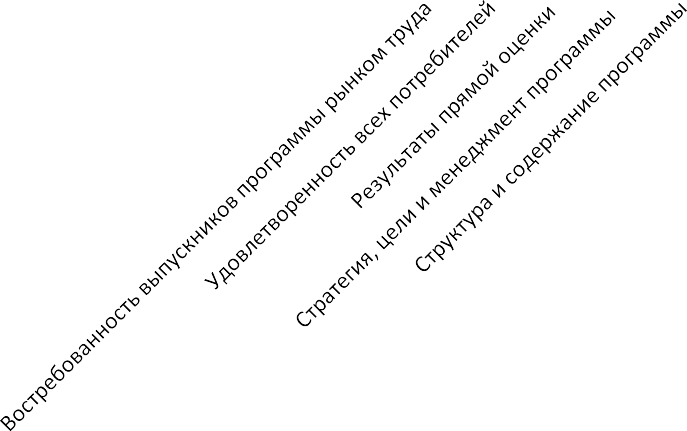 Востребованность выпускников программы рынком труда
Удовлетворенность всех потребителей
Результаты прямой оценки
Стратегия, цели и менеджмент программы
Структура и содержание программы